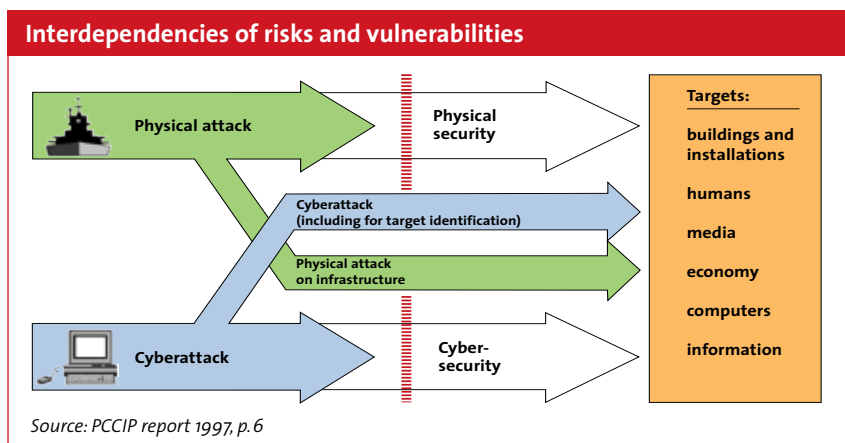 Interdependencies of risks and vulnerabilities
Physical attack
Physical
security
Cyberattack
(including for target identification)
Physical attack
on infrastructure
Cyberattack
Cyber-
security
Targets:
buildings and
installations
humans
media
economy
computers
information
Source: PCCIP report 1997, p. 6